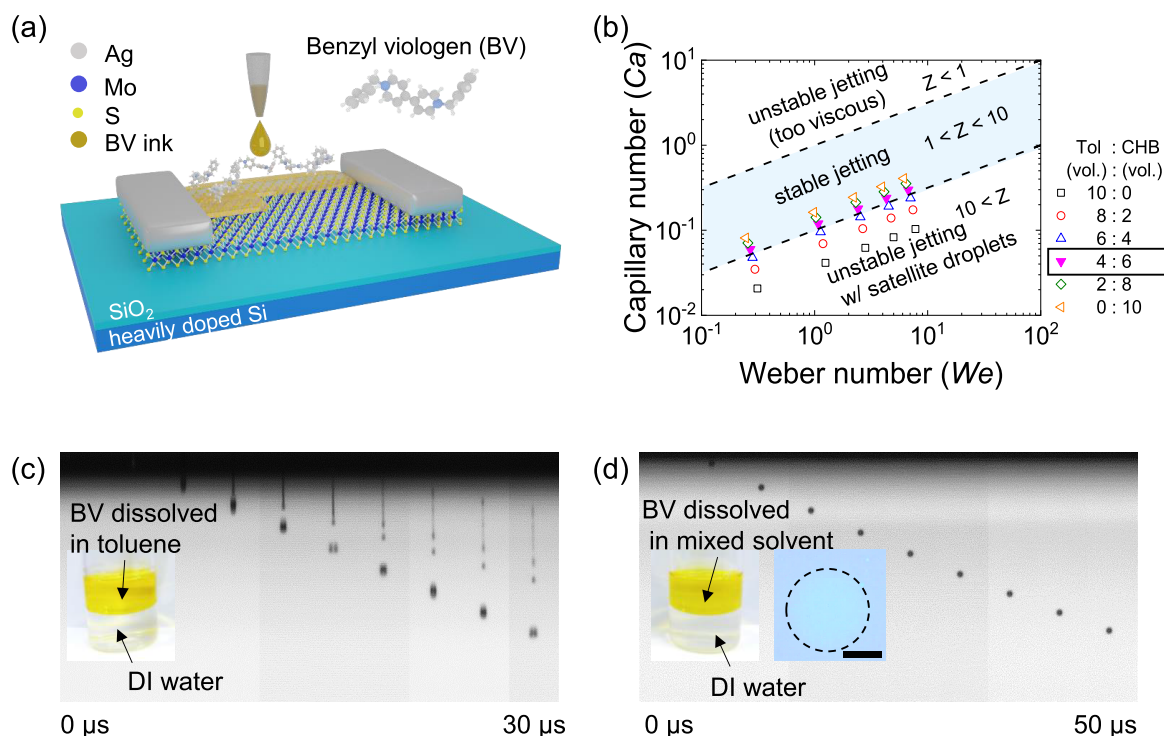 (a)
Ag
Mo
S
BV ink
Benzyl viologen (BV)
SiO2
heavily doped Si
(b)
Capillary number (Ca)
10^1
10^0
10^-1
10^-2
10^-1
10^0
10^1
10^2
Weber number (We)
unstable jetting
(too viscous)
Z < 1
stable jetting
1 < Z < 10
10 < Z
unstable jetting
w/ satellite droplets
Tol : CHB
(vol.) : (vol.)
10 : 0
8 : 2
6 : 4
4 : 6
2 : 8
0 : 10
(c)
BV dissolved
in toluene
DI water
0 µs
30 µs
(d)
BV dissolved
in mixed solvent
DI water
0 µs
50 µs